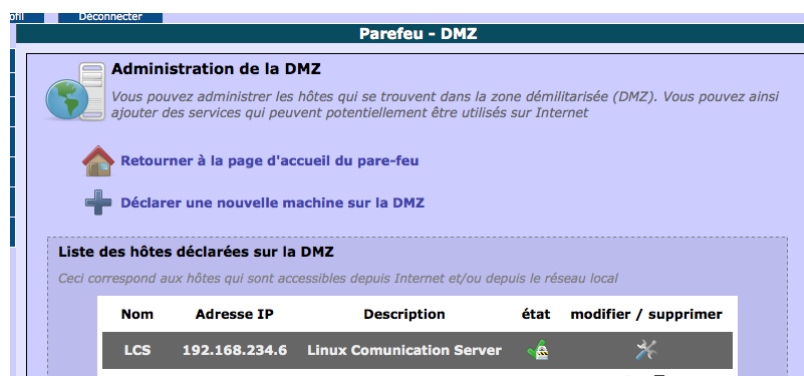 Déconnecter
Parefeu - DMZ
Administration de la DMZ
Vous pouvez administrer les hôtes qui se trouvent dans la zone démilitarisée (DMZ). Vous pouvez ainsi
ajouter des services qui peuvent potentiellement être utilisés sur Internet
Retourner à la page d'accueil du pare-feu
Déclarer une nouvelle machine sur la DMZ
Liste des hôtes déclarées sur la DMZ
Ceci correspond aux hôtes qui sont accessibles depuis Internet et/ou depuis le réseau local
Nom Adresse IP Description état modifier / supprimer
LCS 192.168.234.6 Linux Comunication Server